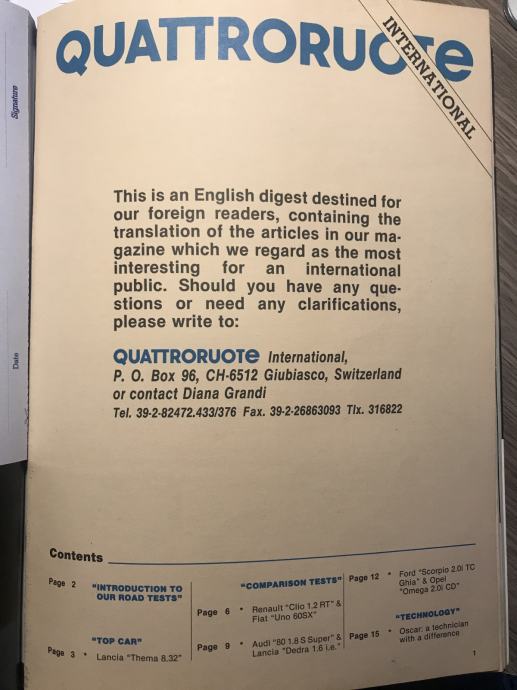 Signature
Date
QUATTRORUOTE
INTERNATIONAL
This is an English digest destined for
our foreign readers, containing the
translation of the articles in our ma-
gazine which we regard as the most
interesting for an international
public. Should you have any que-
stions or need any clarifications,
please write to:
QUATTRORUOTE International,
P. O. Box 96, CH-6512 Giubiasco, Switzerland
or contact Diana Grandi
Tel. 39-2-82472.433/376 Fax. 39-2-26863093 Tlx. 316822
Contents
Page 2 "INTRODUCTION TO
OUR ROAD TESTS"
"TOP CAR"
Page 3 * Lancia "Thema 8.32"
"COMPARISON TESTS"
Page 6 * Renault "Clio 1.2 RT" &
Fiat "Uno 60SX"
Page 9 * Audi "80 1.8 S Super" &
Lancia "Dedra 1.6 i.e."
Page 12 * Ford "Scorpio 2.0i TC
Ghia" & Opel
"Omega 2.0i CD"
"TECHNOLOGY"
Page 15 * Oscar: a technician
with a difference
1